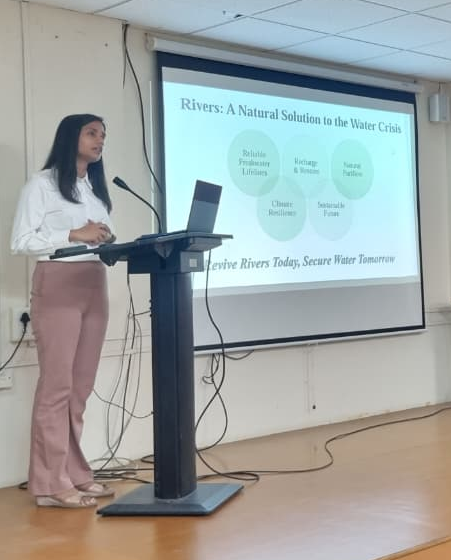 Rivers: A Natural Solution to the Water Crisis
Reliable
Freshwater
Lifelines
Recharge
& Restore
Natural
Purifiers
Climate
Resilience
Sustainable
Future
Revive Rivers Today, Secure Water Tomorrow